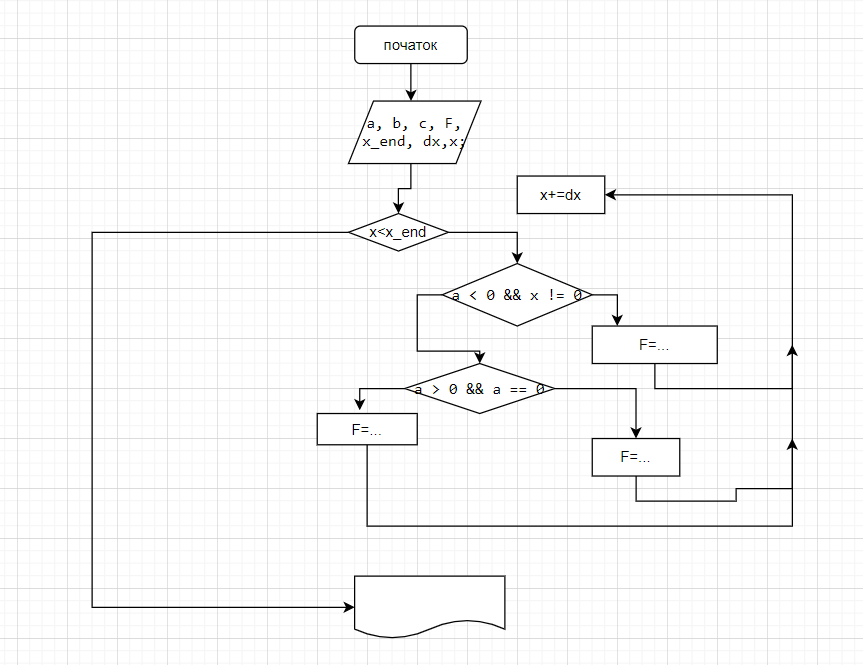 початок
a, b, c, F,
x_end, dx,x;
x+=dx
x<x_end
a < 0 && x != 0
F=...
a > 0 && a == 0
F=...
F=...